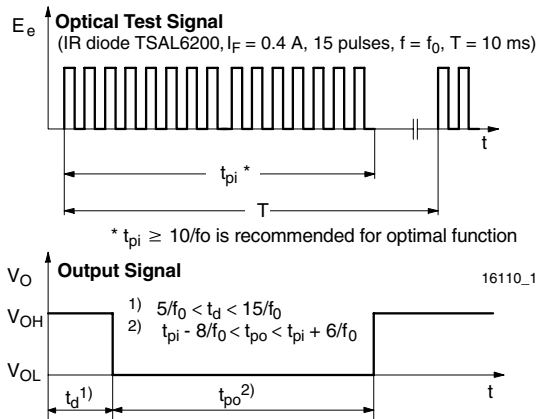 E_e Optical Test Signal
(IR diode TSAL6200, I_F = 0.4 A, 15 pulses, f = f_0, T = 10 ms)
t
t_pi *
T
* t_pi ≥ 10/fo is recommended for optimal function
V_O Output Signal 16110_1
V_OH 1) 5/f_0 < t_d < 15/f_0
2) t_pi - 8/f_0 < t_po < t_pi + 6/f_0
V_OL
t_d 1) t_po 2) t